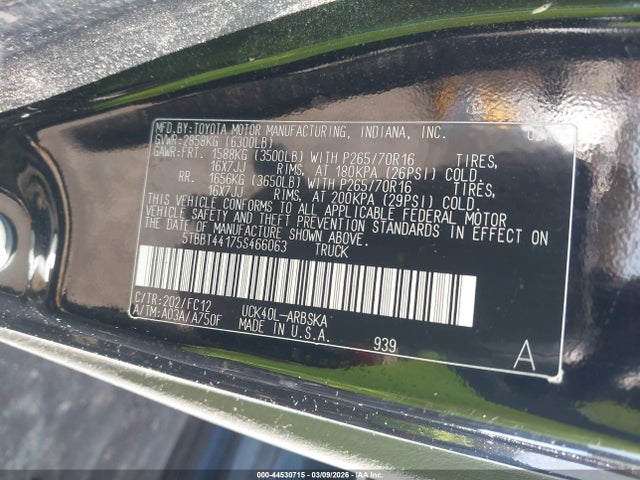 MFD.BY:TOYOTA MOTOR MANUFACTURING, INDIANA, INC.
GVWR:2858KG (6300LB)
GAWR:FRT. 1588KG (3500LB) WITH P265/70R16 TIRES,
16X7JJ RIMS, AT 180KPA (26PSI) COLD.
RR. 1656KG (3650LB) WITH P265/70R16 TIRES,
16X7JJ RIMS, AT 200KPA (29PSI) COLD.
THIS VEHICLE CONFORMS TO ALL APPLICABLE FEDERAL MOTOR
VEHICLE SAFETY AND THEFT PREVENTION STANDARDS IN EFFECT ON
THE DATE OF MANUFACTURE SHOWN ABOVE.
5TBBT44175S466063 TRUCK
C/TR:202/FC12 UCK40L-ARBSKA
A/TM:A03A/A750F MADE IN U.S.A.
939
A
000-44530715 - 03/09/2026 - IAAI.COM